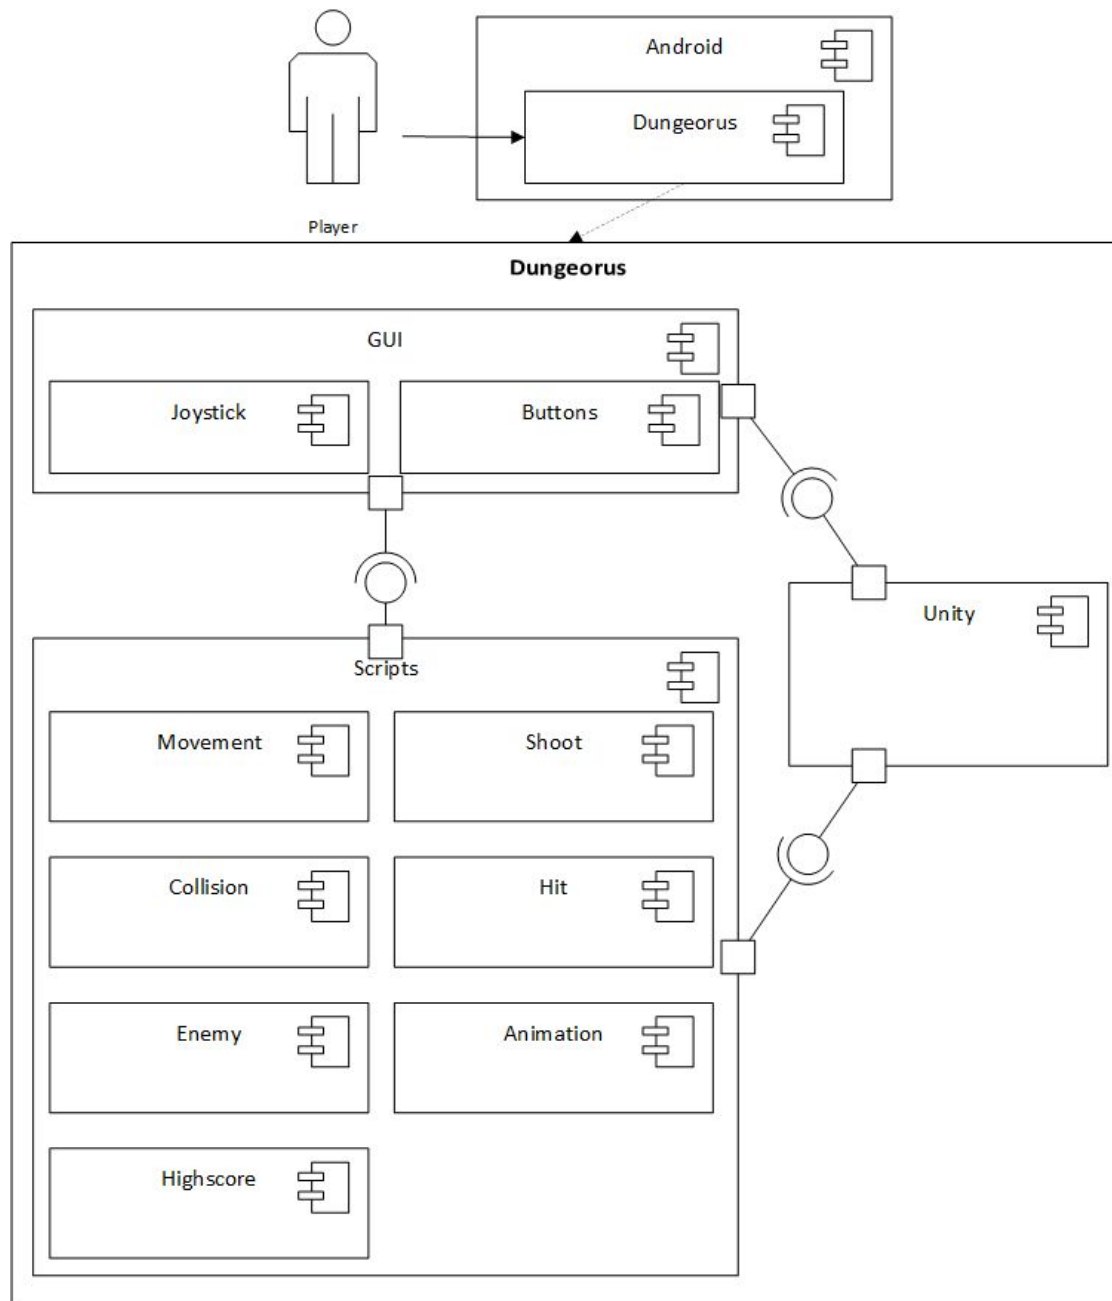 Android
Dungeorus
Player
Dungeorus
GUI
Joystick
Buttons
Unity
Scripts
Movement
Shoot
Collision
Hit
Enemy
Animation
Highscore